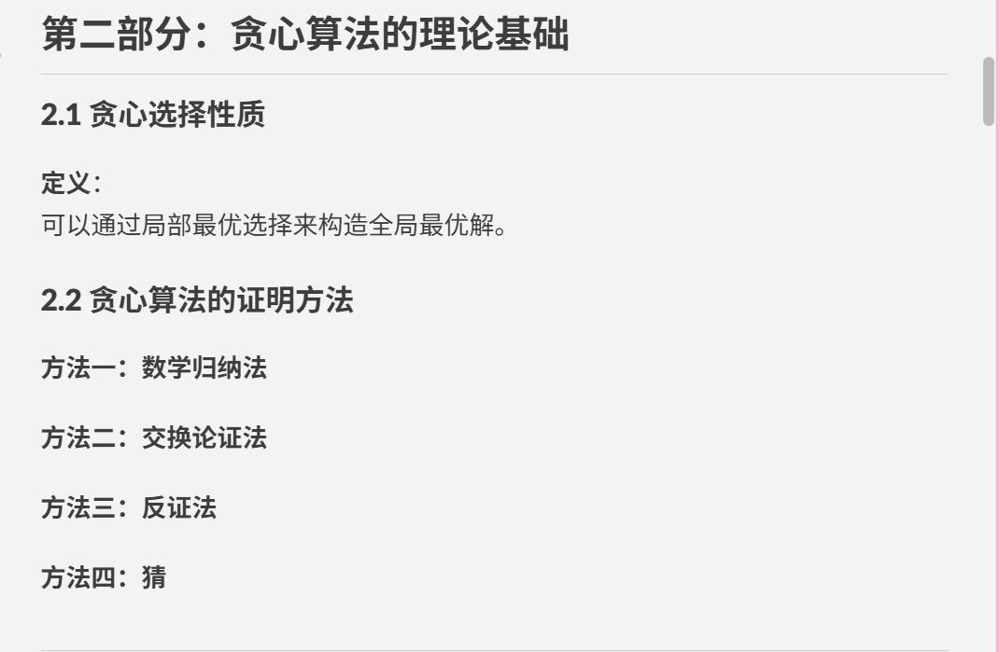 第二部分：贪心算法的理论基础
2.1 贪心选择性质
定义：
可以通过局部最优选择来构造全局最优解。
2.2 贪心算法的证明方法
方法一：数学归纳法
方法二：交换论证法
方法三：反证法
方法四：猜